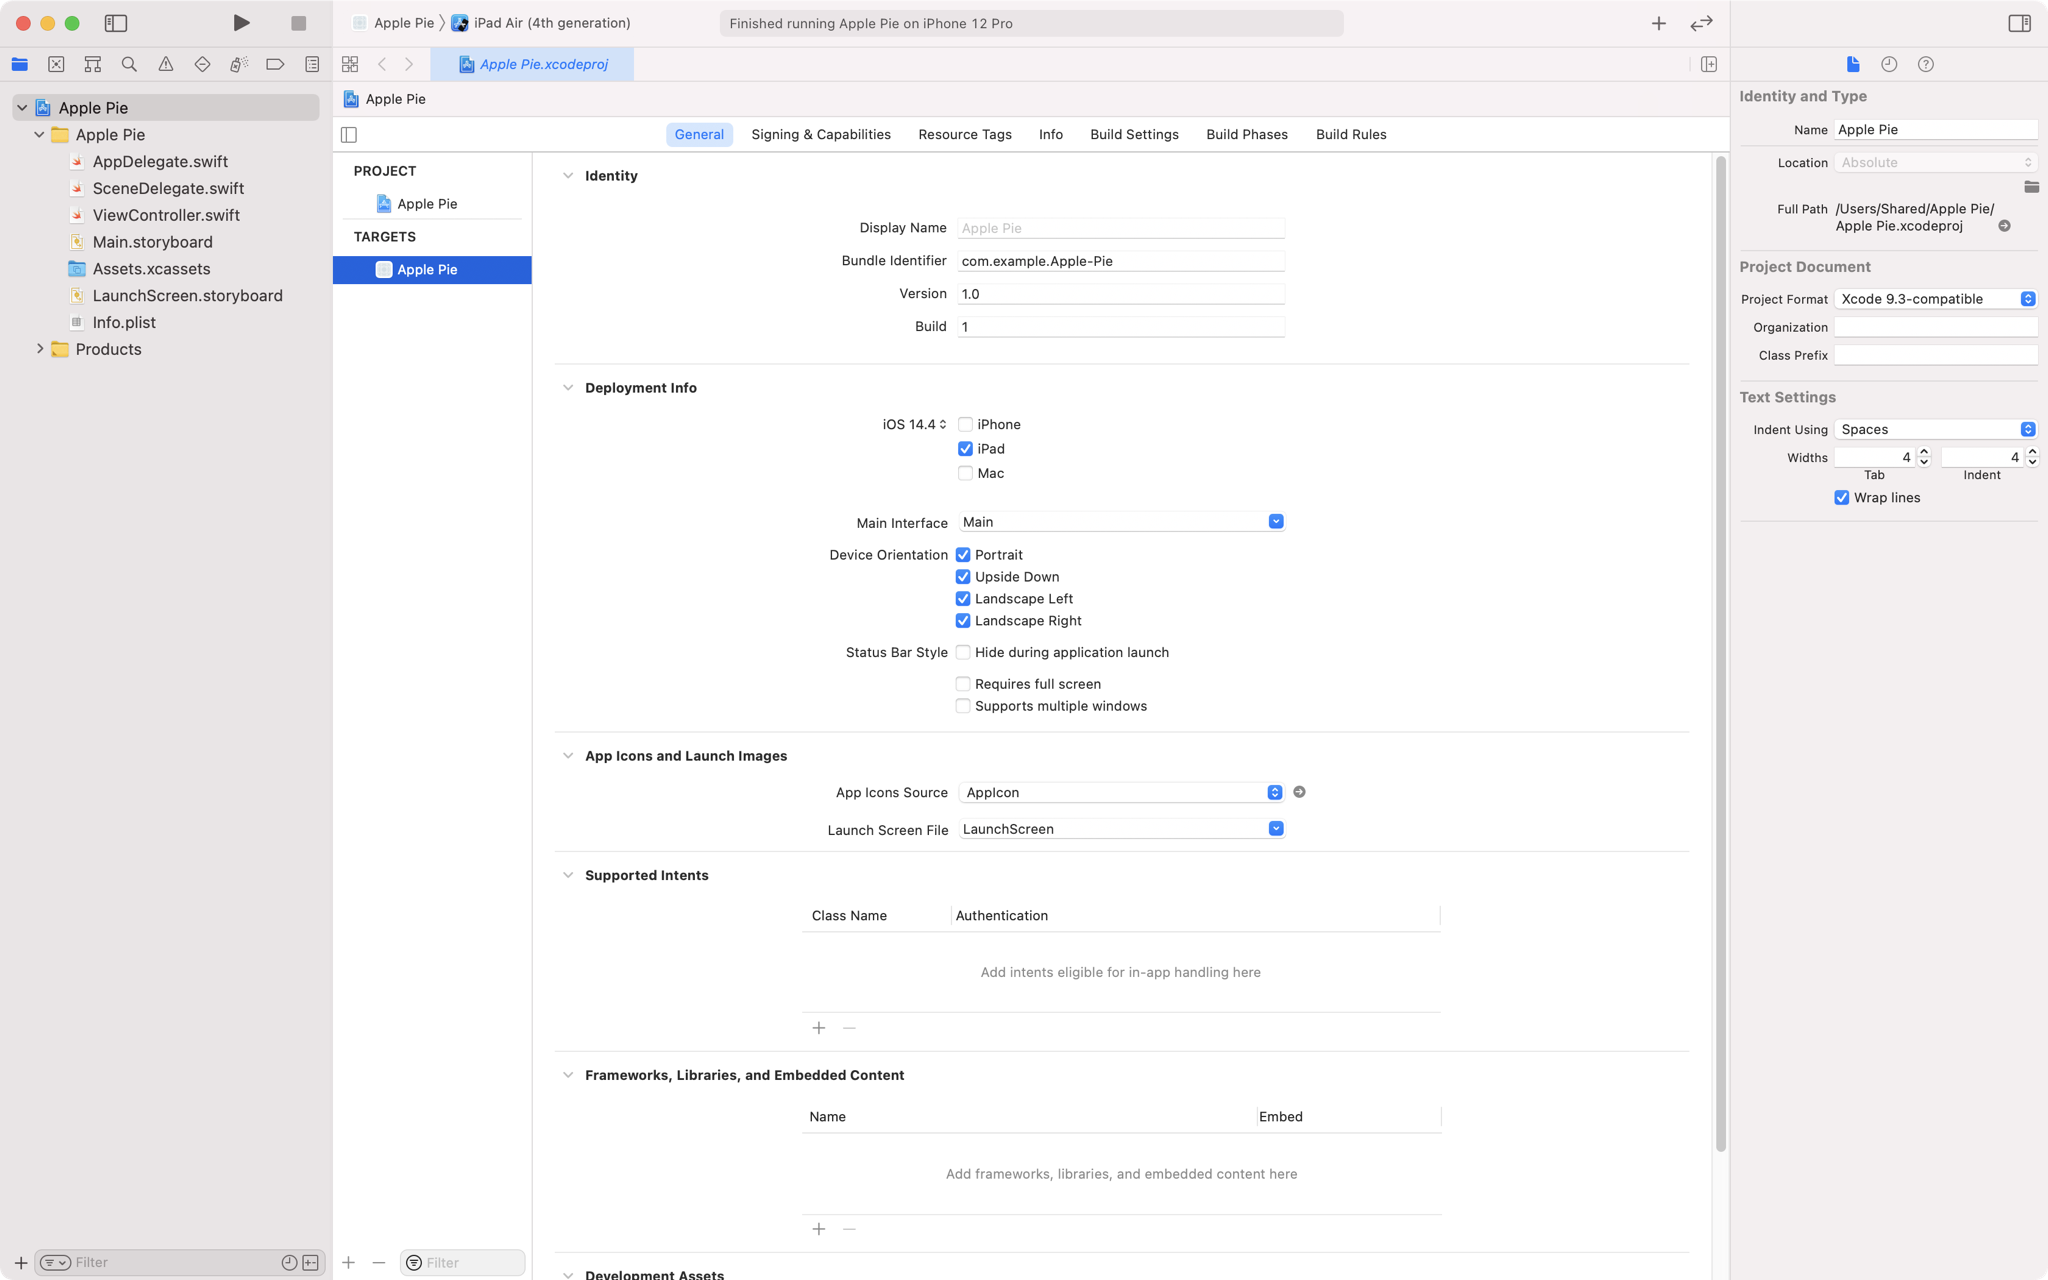 Apple Pie 〉 iPad Air (4th generation)
Finished running Apple Pie on iPhone 12 Pro
Apple Pie.xcodeproj
Apple Pie
Apple Pie
AppDelegate.swift
SceneDelegate.swift
ViewController.swift
Main.storyboard
Assets.xcassets
LaunchScreen.storyboard
Info.plist
Products
Filter
Apple Pie
General Signing & Capabilities Resource Tags Info Build Settings Build Phases Build Rules
PROJECT
Apple Pie
TARGETS
Apple Pie
Filter
Identity
Display Name Apple Pie
Bundle Identifier com.example.Apple-Pie
Version 1.0
Build 1
Deployment Info
iOS 14.4 iPhone
iPad
Mac
Main Interface Main
Device Orientation Portrait
Upside Down
Landscape Left
Landscape Right
Status Bar Style Hide during application launch
Requires full screen
Supports multiple windows
App Icons and Launch Images
App Icons Source AppIcon
Launch Screen File LaunchScreen
Supported Intents
Class Name Authentication
Add intents eligible for in-app handling here
Frameworks, Libraries, and Embedded Content
Name Embed
Add frameworks, libraries, and embedded content here
Development Assets
Identity and Type
Name Apple Pie
Location Absolute
Full Path /Users/Shared/Apple Pie/
Apple Pie.xcodeproj
Project Document
Project Format Xcode 9.3-compatible
Organization
Class Prefix
Text Settings
Indent Using Spaces
Widths 4 4
Tab Indent
Wrap lines